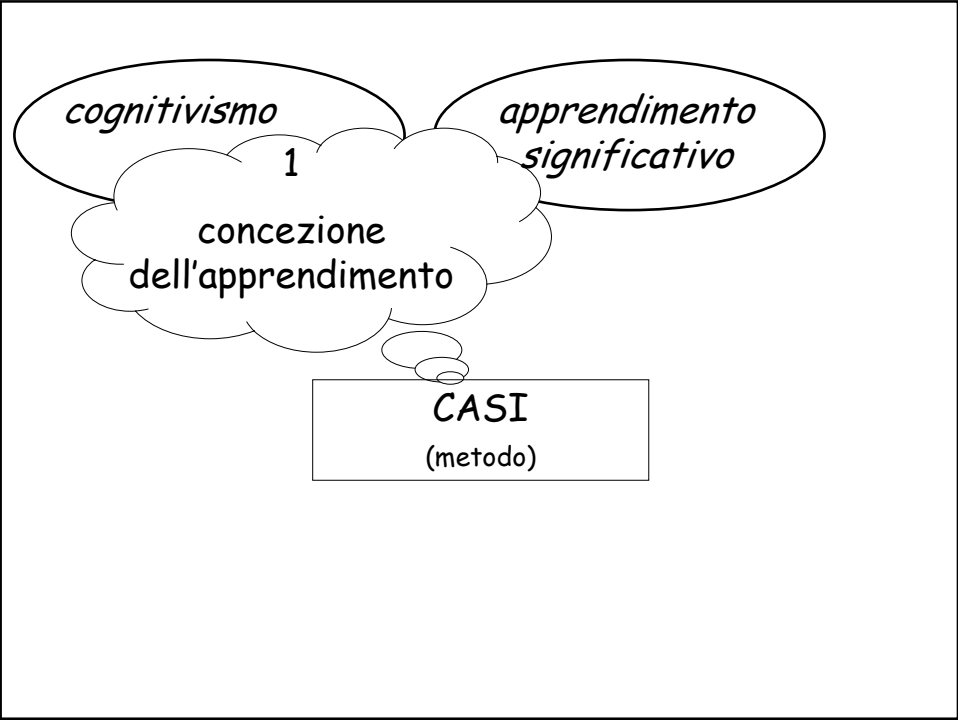 cognitivismo
apprendimento
significativo
1
concezione
dell'apprendimento
CASI
(metodo)